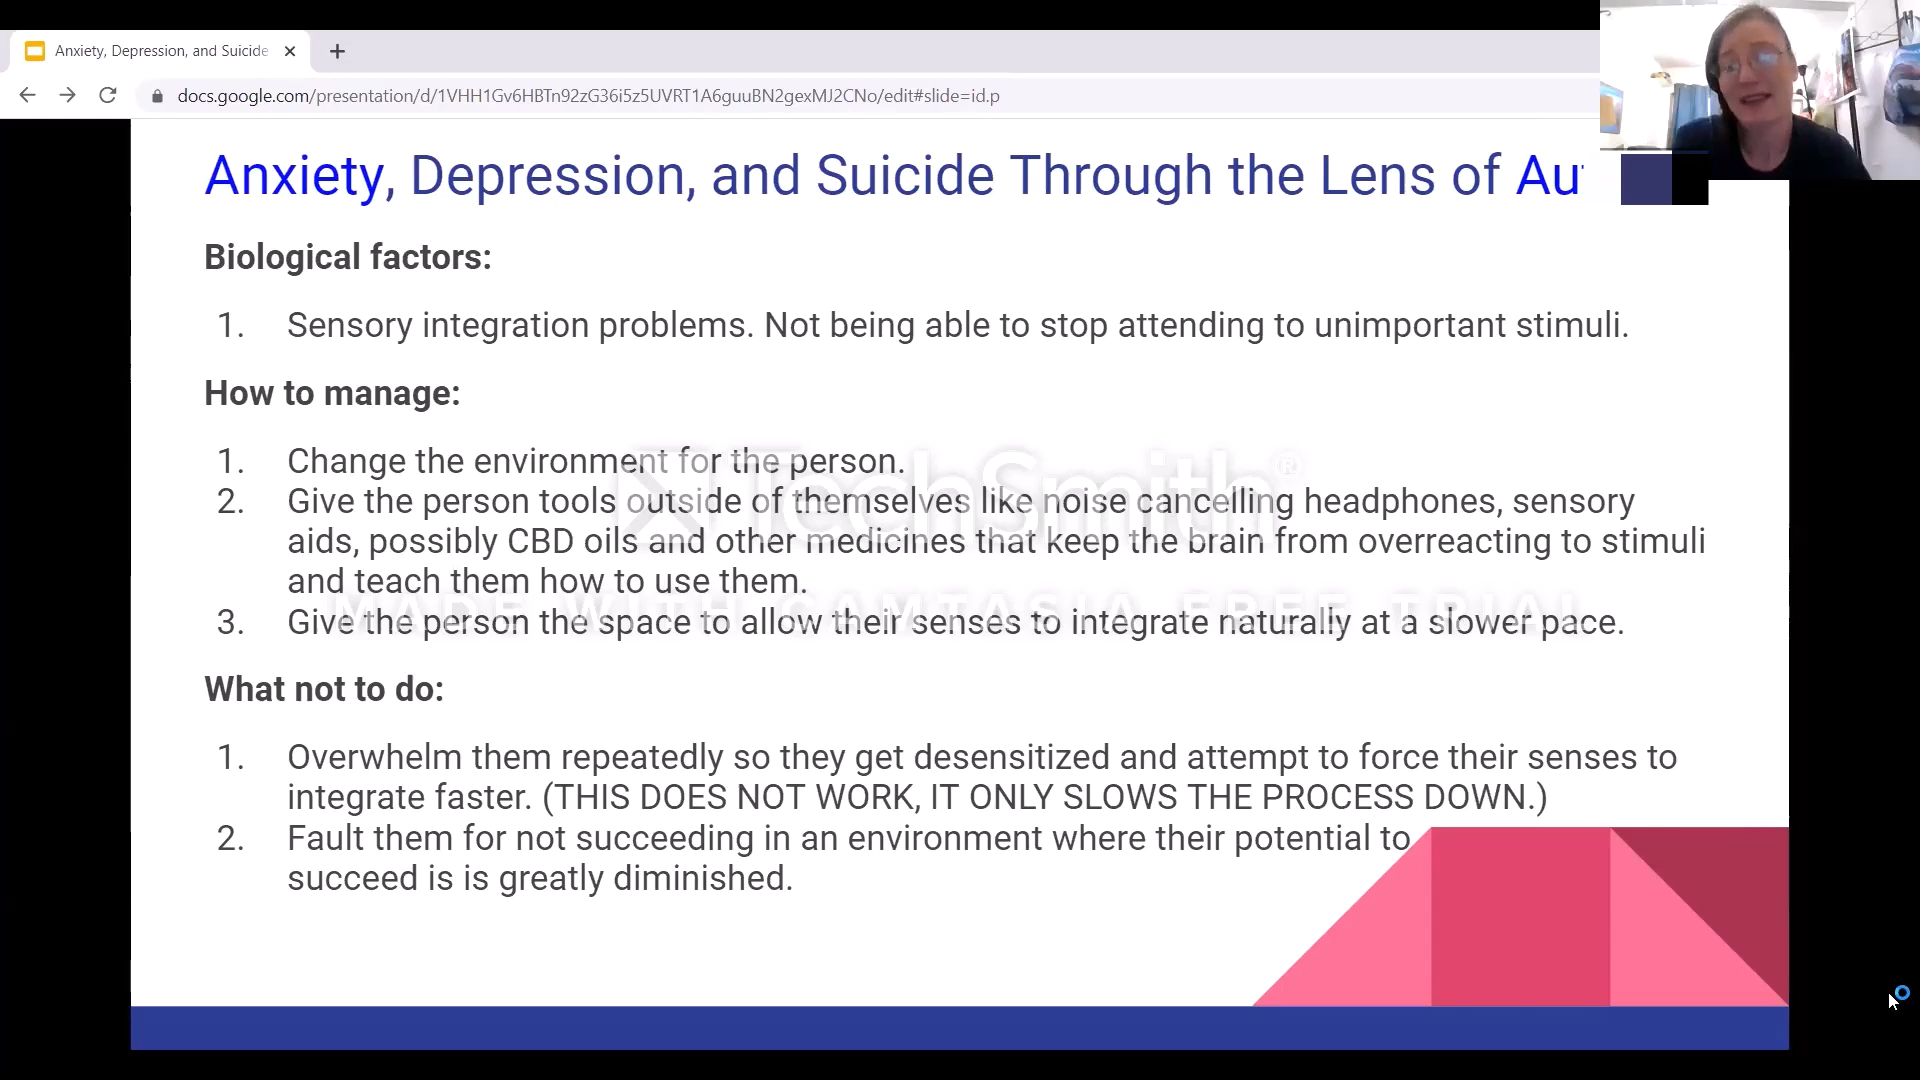 Anxiety, Depression, and Suicide
docs.google.com/presentation/d/1VHH1Gv6HBTn92zG36i5z5UVRT1A6guuBN2gexMJ2CNo/edit#slide=id.p
Anxiety, Depression, and Suicide Through the Lens of Au
Biological factors:
1. Sensory integration problems. Not being able to stop attending to unimportant stimuli.
How to manage:
1. Change the environment for the person.
2. Give the person tools outside of themselves like noise cancelling headphones, sensory
aids, possibly CBD oils and other medicines that keep the brain from overreacting to stimuli
and teach them how to use them.
3. Give the person the space to allow their senses to integrate naturally at a slower pace.
TechSmith®
MADE WITH CAMTASIA FREE TRIAL
What not to do:
1. Overwhelm them repeatedly so they get desensitized and attempt to force their senses to
integrate faster. (THIS DOES NOT WORK, IT ONLY SLOWS THE PROCESS DOWN.)
2. Fault them for not succeeding in an environment where their potential to
succeed is is greatly diminished.